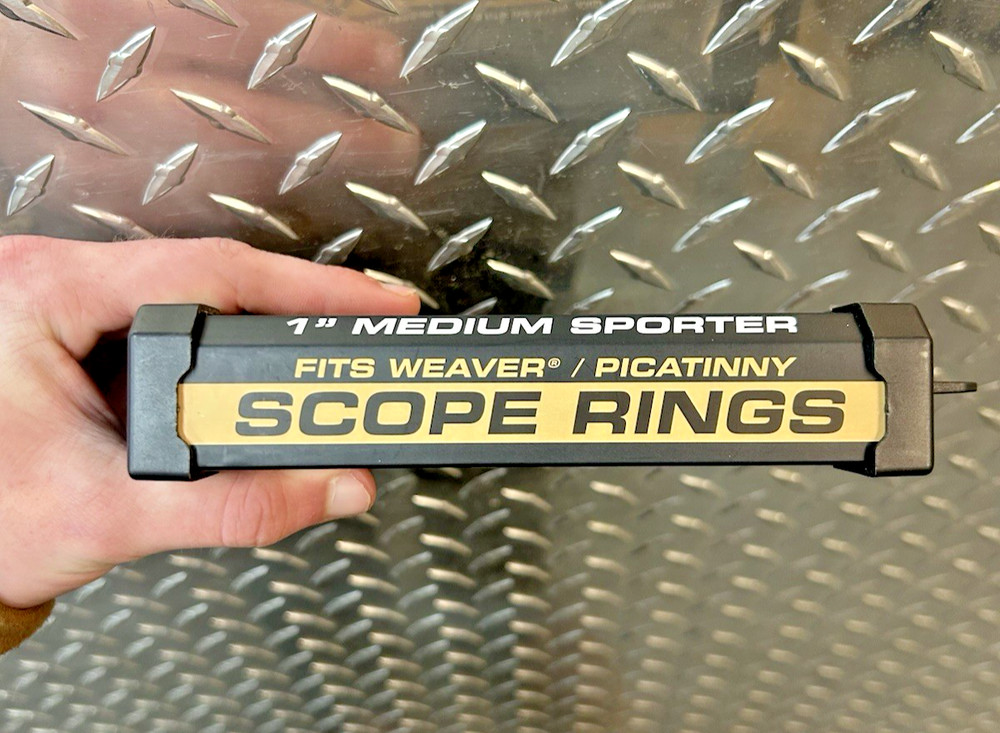 1” MEDIUM SPORTER
FITS WEAVER® / PICATINNY
SCOPE RINGS